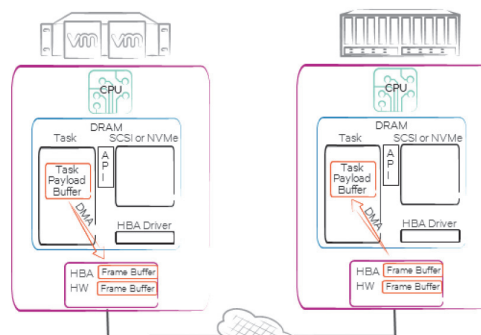 vm vm
CPU
DRAM
Task SCSI or NVMe
API
Task
Payload
Buffer
DMA
HBA Driver
HBA Frame Buffer
HW Frame Buffer
CPU
DRAM
Task SCSI or NVMe
API
Task
Payload
Buffer
DMA
HBA Driver
HBA Frame Buffer
HW Frame Buffer